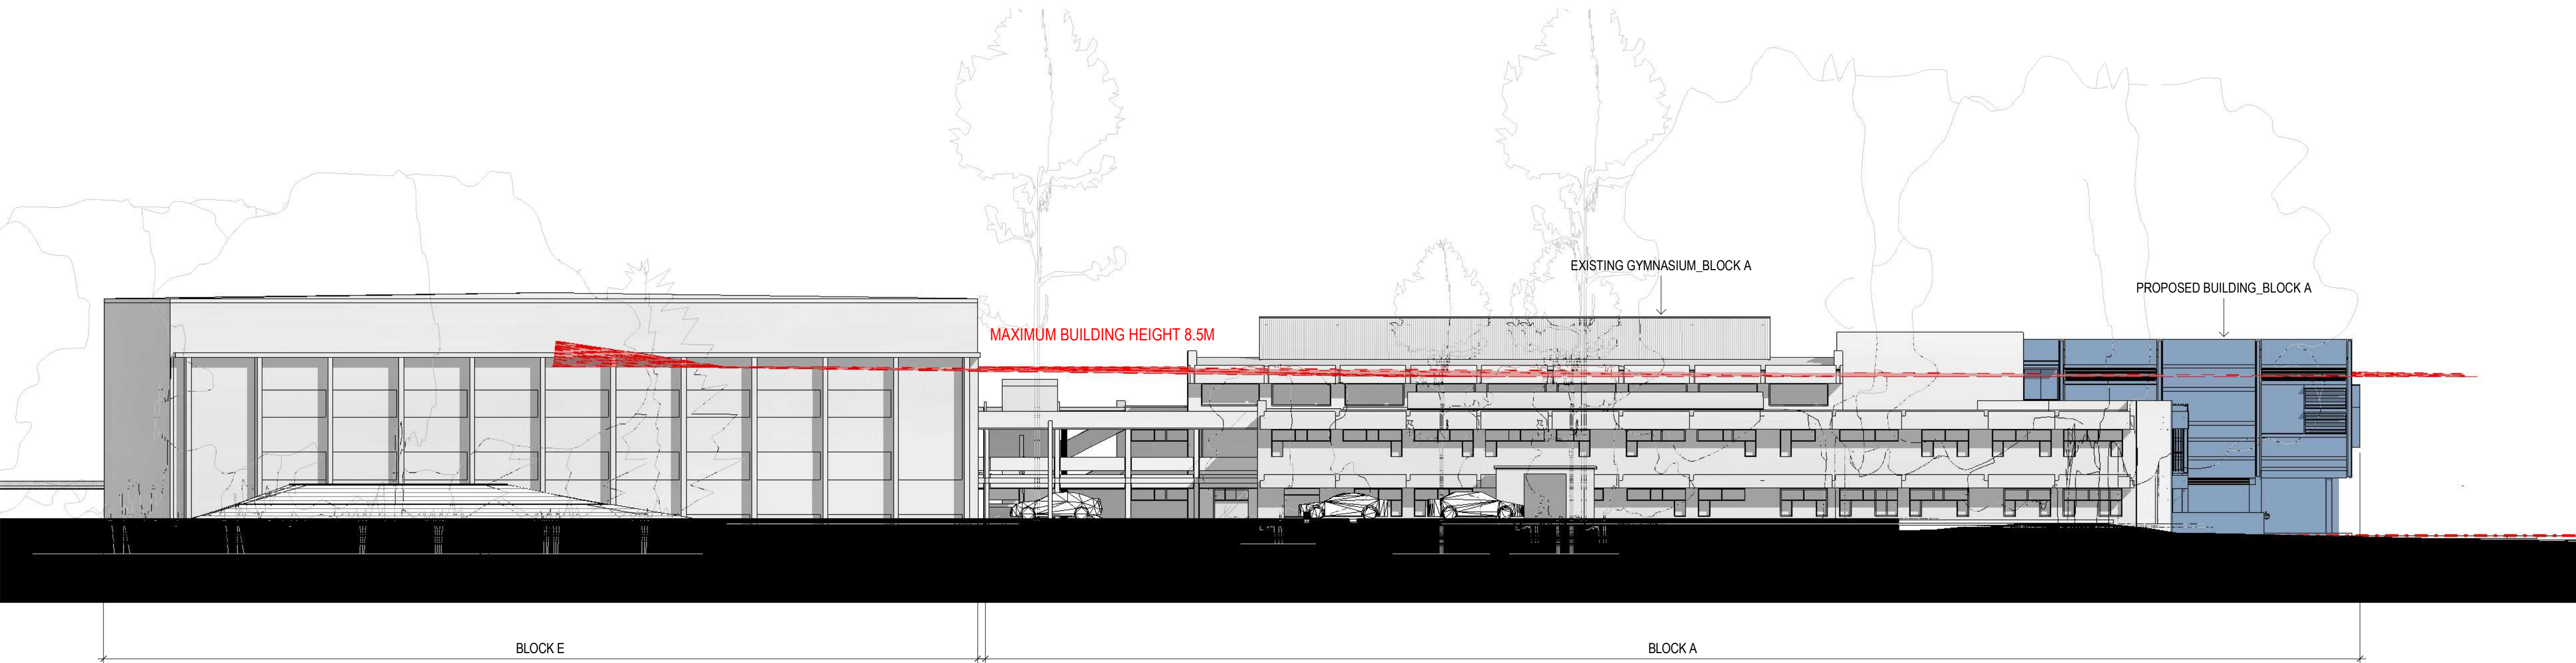 EXISTING GYMNASIUM_BLOCK A
PROPOSED BUILDING_BLOCK A
MAXIMUM BUILDING HEIGHT 8.5M
BLOCK E
BLOCK A